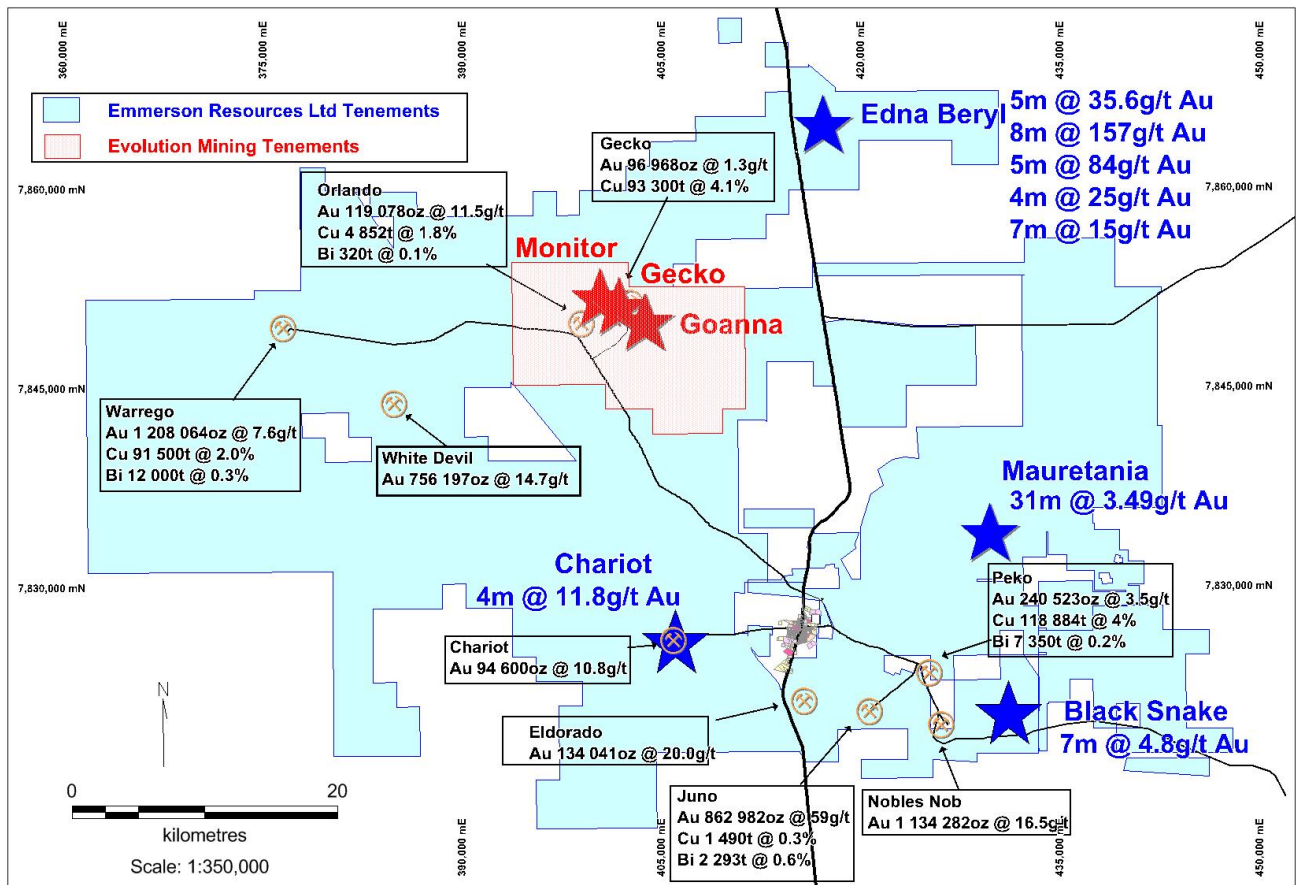 360,000 mE
375,000 mE
390,000 mE
405,000 mE
420,000 mE
435,000 mE
450,000 mE
Emmerson Resources Ltd Tenements
Evolution Mining Tenements
Edna Beryl
5m @ 35.6g/t Au
8m @ 157g/t Au
5m @ 84g/t Au
4m @ 25g/t Au
7m @ 15g/t Au
Gecko
Au 96 968oz @ 1.3g/t
Cu 93 300t @ 4.1%
7,860,000 mN
7,860,000 mN
Orlando
Au 119 078oz @ 11.5g/t
Cu 4 852t @ 1.8%
Bi 320t @ 0.1%
Monitor
Gecko
Goanna
7,845,000 mN
7,845,000 mN
Warrego
Au 1 208 064oz @ 7.6g/t
Cu 91 500t @ 2.0%
Bi 12 000t @ 0.3%
White Devil
Au 756 197oz @ 14.7g/t
Mauretania
31m @ 3.49g/t Au
Chariot
4m @ 11.8g/t Au
7,830,000 mN
7,830,000 mN
Peko
Au 240 523oz @ 3.5g/t
Cu 118 884t @ 4%
Bi 7 350t @ 0.2%
Chariot
Au 94 600oz @ 10.8g/t
Black Snake
7m @ 4.8g/t Au
Eldorado
Au 134 041oz @ 20.0g/t
N
Juno
Au 862 982oz @ 59g/t
Cu 1 490t @ 0.3%
Bi 2 293t @ 0.6%
Nobles Nob
Au 1 134 282oz @ 16.5g/t
0 20
kilometres
Scale: 1:350,000
390,000 mE
405,000 mE
435,000 mE
450,000 mE